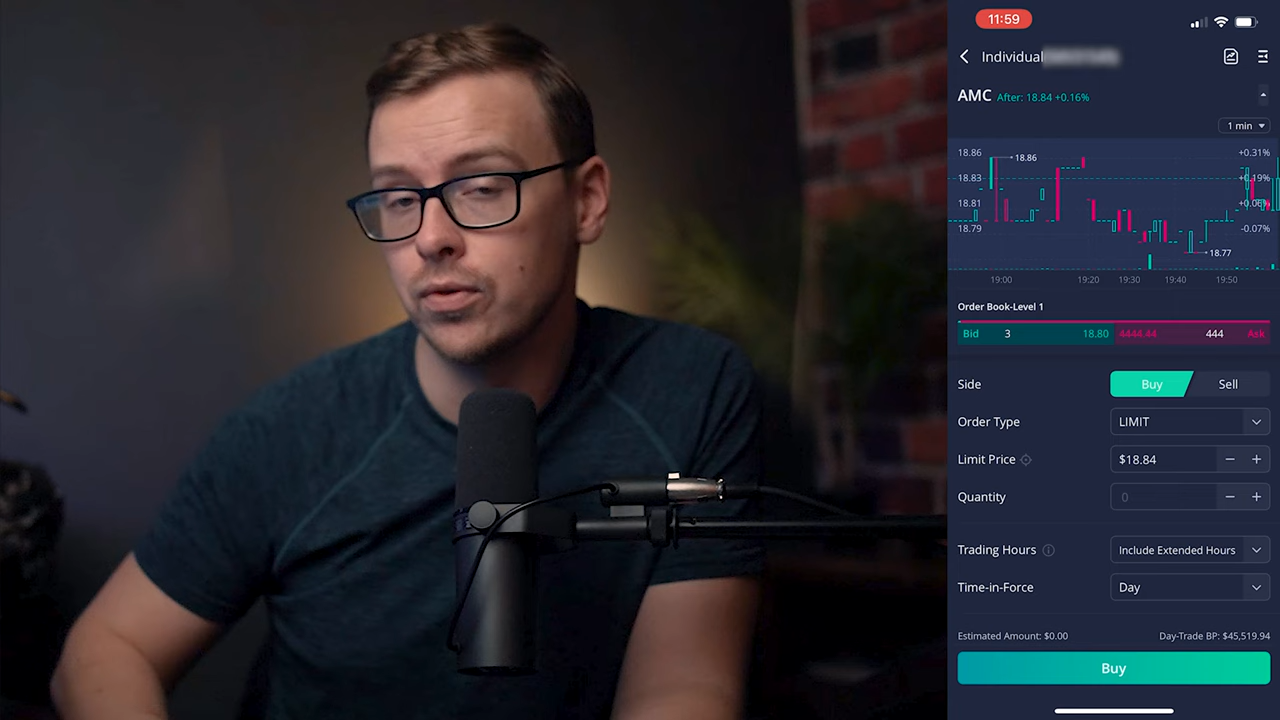 11:59
Individual
AMC After: 18.84 +0.16%
1 min
18.86 18.86 +0.31%
18.83 +0.19%
18.81 +0.06%
18.79 -0.07%
18.77
19:00 19:20 19:30 19:40 19:50
Order Book-Level 1
Bid 3 18.80 4444.44 444 Ask
Side Buy Sell
Order Type LIMIT
Limit Price $18.84 − +
Quantity 0 − +
Trading Hours Include Extended Hours
Time-in-Force Day
Estimated Amount: $0.00 Day-Trade BP: $45,519.94
Buy